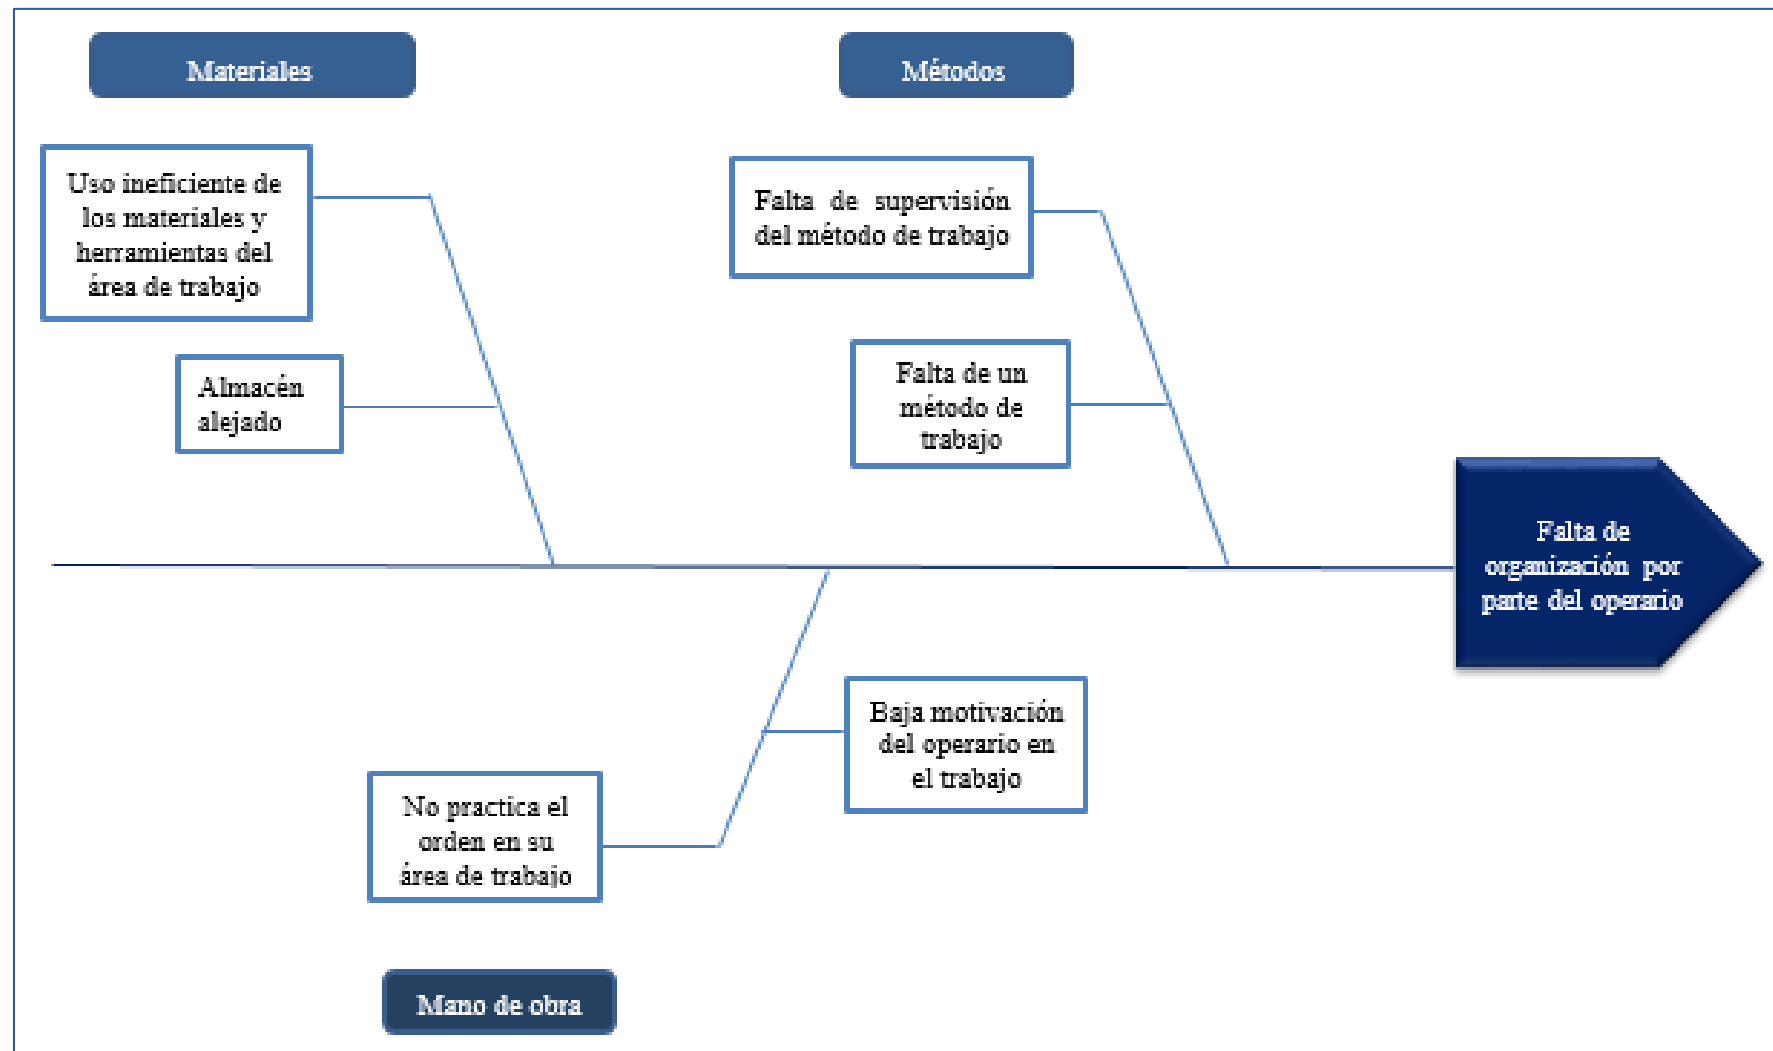 Materiales
Métodos
Uso ineficiente de
los materiales y
herramientas del
área de trabajo
Falta de supervisión
del método de trabajo
Almacén
alejado
Falta de un
método de
trabajo
Falta de
organización por
parte del operario
Baja motivación
del operario en
el trabajo
No practica el
orden en su
área de trabajo
Mano de obra